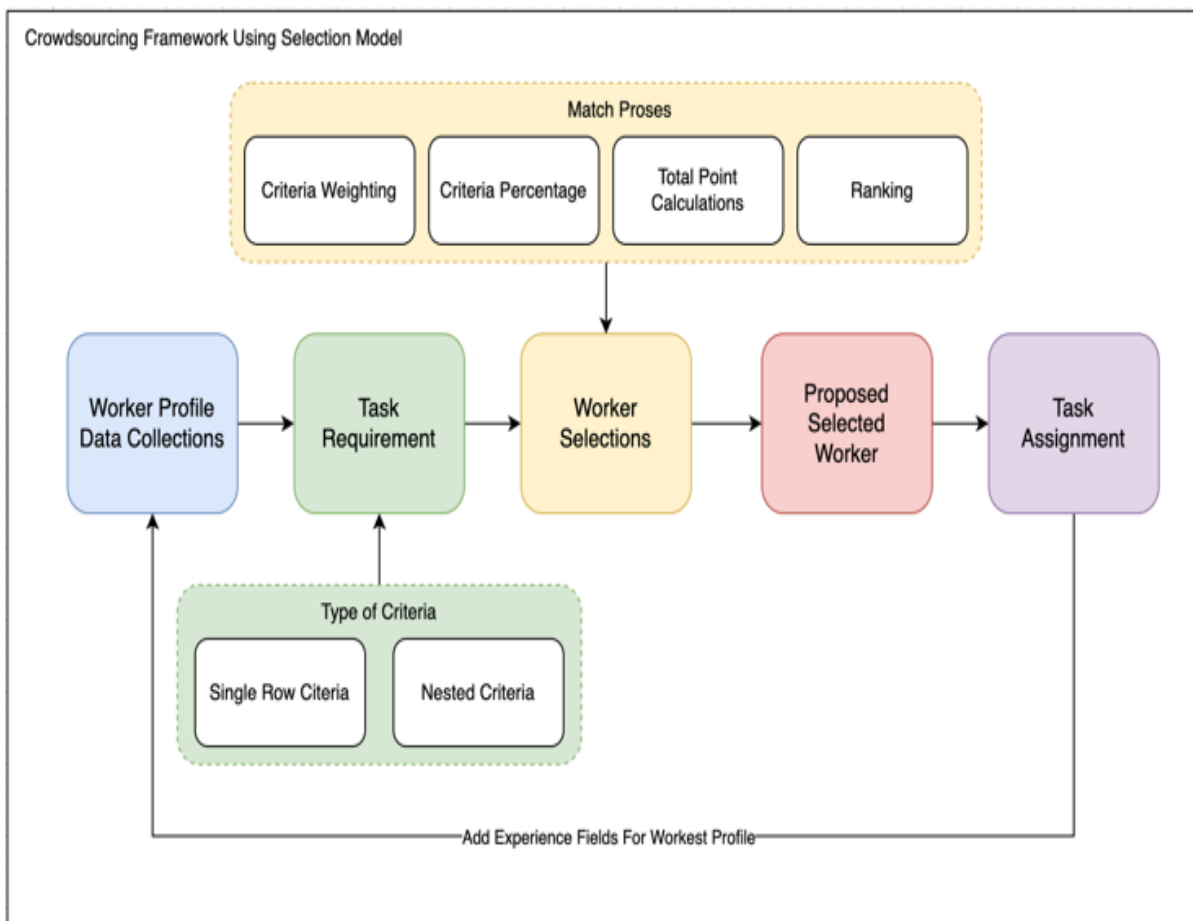 Crowdsourcing Framework Using Selection Model
Match Proses
Criteria Weighting
Criteria Percentage
Total Point
Calculations
Ranking
Worker Profile
Data Collections
Task
Requirement
Worker
Selections
Proposed
Selected
Worker
Task
Assignment
Type of Criteria
Single Row Citeria
Nested Criteria
Add Experience Fields For Workest Profile